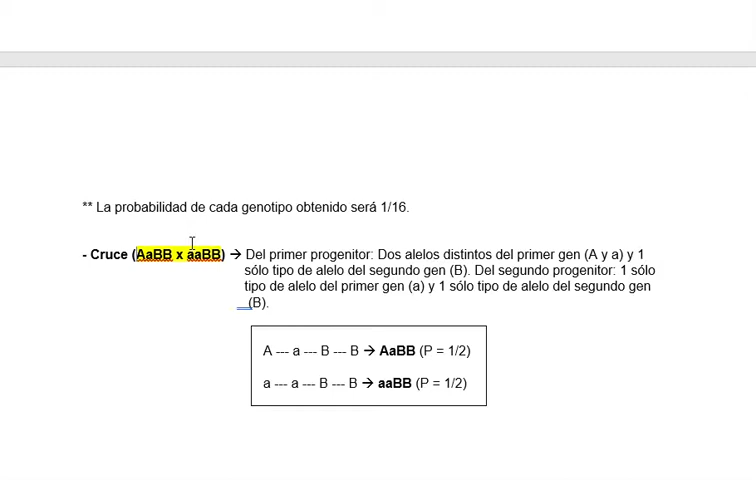 ** La probabilidad de cada genotipo obtenido será 1/16.
- Cruce (AaBB x aaBB) → Del primer progenitor: Dos alelos distintos del primer gen (A y a) y 1
sólo tipo de alelo del segundo gen (B). Del segundo progenitor: 1 sólo
tipo de alelo del primer gen (a) y 1 sólo tipo de alelo del segundo gen
(B).
A --- a --- B --- B → AaBB (P = 1/2)
a --- a --- B --- B → aaBB (P = 1/2)